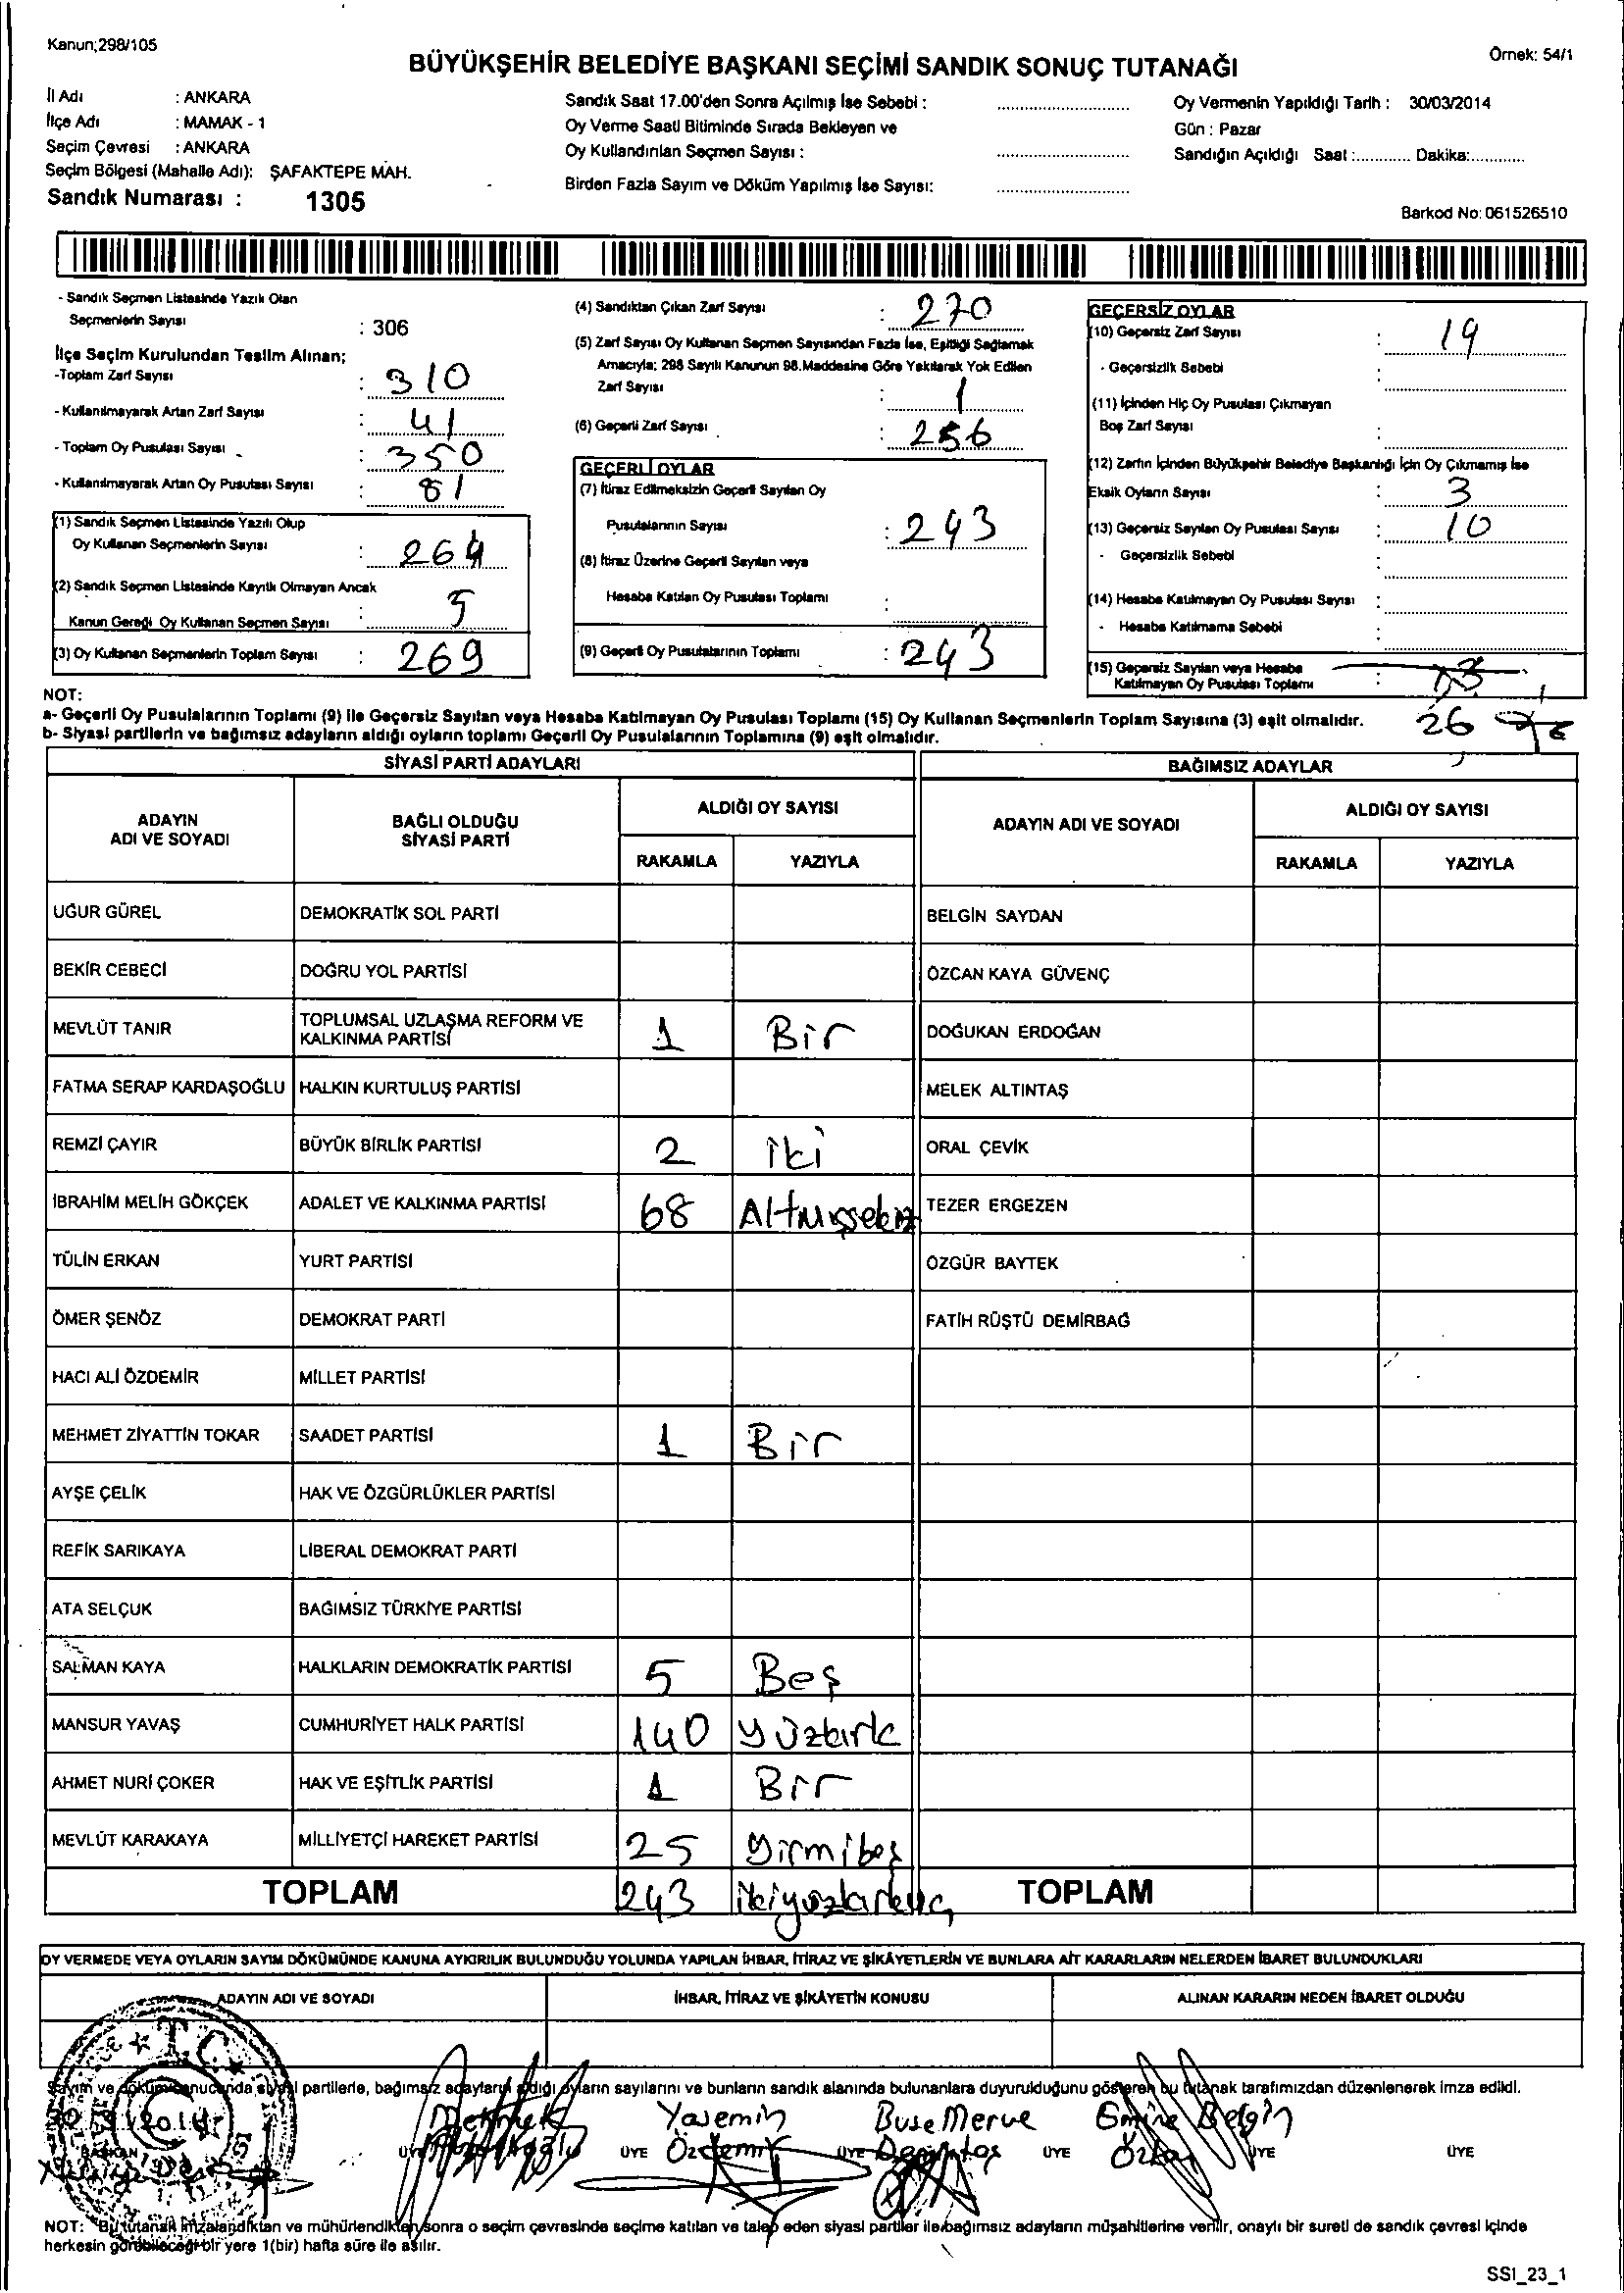 Kanun;298/105
BÜYÜKŞEHİR BELEDİYE BAŞKANI SEÇİMİ SANDIK SONUÇ TUTANAĞI
Örnek: 54/1
İl Adı : ANKARA
İlçe Adı : MAMAK - 1
Seçim Çevresi : ANKARA
Seçim Bölgesi (Mahalle Adı): ŞAFAKTEPE MAH.
Sandık Numarası : 1305
Sandık Saat 17.00'den Sonra Açılmış İse Sebebi :
Oy Verme Saati Bitiminde Sırada Bekleyen ve
Oy Kullandırılan Seçmen Sayısı :
Birden Fazla Sayım ve Döküm Yapılmış İse Sayısı:
Oy Vermenin Yapıldığı Tarih : 30/03/2014
Gün : Pazar
Sandığın Açıldığı Saat :............ Dakika:............
Barkod No: 061526510
- Sandık Seçmen Listesinde Yazılı Olan
Seçmenlerin Sayısı : 306
İlçe Seçim Kurulundan Teslim Alınan;
-Toplam Zarf Sayısı : 310
- Kullanılmayarak Artan Zarf Sayısı : 41
- Toplam Oy Pusulası Sayısı : 350
- Kullanılmayarak Artan Oy Pusulası Sayısı : 81
(1) Sandık Seçmen Listesinde Yazılı Olup
Oy Kullanan Seçmenlerin Sayısı : 264
(2) Sandık Seçmen Listesinde Kayıtlı Olmayan Ancak
Kanun Gereği Oy Kullanan Seçmen Sayısı : 5
(3) Oy Kullanan Seçmenlerin Toplam Sayısı : 269
(4) Sandıktan Çıkan Zarf Sayısı : 270
(5) Zarf Sayısı Oy Kullanan Seçmen Sayısından Fazla İse, Eşitliği Sağlamak
Amacıyla; 298 Sayılı Kanunun 98.Maddesine Göre Yakılarak Yok Edilen
Zarf Sayısı : 1
(6) Geçerli Zarf Sayısı : 256
GEÇERLİ OYLAR
(7) İtiraz Edilmeksizin Geçerli Sayılan Oy
Pusulalarının Sayısı : 243
(8) İtiraz Üzerine Geçerli Sayılan veya
Hesaba Katılan Oy Pusulası Toplamı :
(9) Geçerli Oy Pusulalarının Toplamı : 243
GEÇERSİZ OYLAR
(10) Geçersiz Zarf Sayısı : 19
- Geçersizlik Sebebi :
(11) İçinden Hiç Oy Pusulası Çıkmayan
Boş Zarf Sayısı :
(12) Zarfın İçinden Büyükşehir Belediye Başkanlığı İçin Oy Çıkmamış İse
Eksik Oyların Sayısı : 3
(13) Geçersiz Sayılan Oy Pusulası Sayısı : 10
- Geçersizlik Sebebi
(14) Hesaba Katılmayan Oy Pusulası Sayısı :
- Hesaba Katılmama Sebebi :
(15) Geçersiz Sayılan veya Hesaba
Katılmayan Oy Pusulası Toplamı : 13
26
NOT:
a- Geçerli Oy Pusulalarının Toplamı (9) ile Geçersiz Sayılan veya Hesaba Katılmayan Oy Pusulası Toplamı (15) Oy Kullanan Seçmenlerin Toplam Sayısına (3) eşit olmalıdır.
b- Siyasi partilerin ve bağımsız adayların aldığı oyların toplamı Geçerli Oy Pusulalarının Toplamına (9) eşit olmalıdır.
SİYASİ PARTİ ADAYLARI
BAĞIMSIZ ADAYLAR
ADAYIN ADI VE SOYADI
BAĞLI OLDUĞU SİYASİ PARTİ
ALDIĞI OY SAYISI
RAKAMLA YAZIYLA
ADAYIN ADI VE SOYADI
ALDIĞI OY SAYISI
RAKAMLA YAZIYLA
UĞUR GÜREL DEMOKRATİK SOL PARTİ BELGİN SAYDAN
BEKİR CEBECİ DOĞRU YOL PARTİSİ ÖZCAN KAYA GÜVENÇ
MEVLÜT TANIR TOPLUMSAL UZLAŞMA REFORM VE KALKINMA PARTİSİ 1 Bir DOĞUKAN ERDOĞAN
FATMA SERAP KARDAŞOĞLU HALKIN KURTULUŞ PARTİSİ MELEK ALTINTAŞ
REMZİ ÇAYIR BÜYÜK BİRLİK PARTİSİ 2 iki ORAL ÇEVİK
İBRAHİM MELİH GÖKÇEK ADALET VE KALKINMA PARTİSİ 68 Altmışsekiz TEZER ERGEZEN
TÜLİN ERKAN YURT PARTİSİ ÖZGÜR BAYTEK
ÖMER ŞENÖZ DEMOKRAT PARTİ FATİH RÜŞTÜ DEMİRBAĞ
HACI ALİ ÖZDEMİR MİLLET PARTİSİ
MEHMET ZİYATTİN TOKAR SAADET PARTİSİ 1 Bir
AYŞE ÇELİK HAK VE ÖZGÜRLÜKLER PARTİSİ
REFİK SARIKAYA LİBERAL DEMOKRAT PARTİ
ATA SELÇUK BAĞIMSIZ TÜRKİYE PARTİSİ
SALMAN KAYA HALKLARIN DEMOKRATİK PARTİSİ 5 Beş
MANSUR YAVAŞ CUMHURİYET HALK PARTİSİ 140 yüzkırk
AHMET NURİ ÇOKER HAK VE EŞİTLİK PARTİSİ 1 Bir
MEVLÜT KARAKAYA MİLLİYETÇİ HAREKET PARTİSİ 25 yirmibeş
TOPLAM 243 ikiyüzkırküç TOPLAM
OY VERMEDE VEYA OYLARIN SAYIM DÖKÜMÜNDE KANUNA AYKIRILIK BULUNDUĞU YOLUNDA YAPILAN İHBAR, İTİRAZ VE ŞİKÂYETLERİN VE BUNLARA AİT KARARLARIN NELERDEN İBARET BULUNDUKLARI
ADAYIN ADI VE SOYADI İHBAR, İTİRAZ VE ŞİKÂYETİN KONUSU ALINAN KARARIN NEDEN İBARET OLDUĞU
T.C.
Sayım ve döküm sonucunda siyasi partilerle, bağımsız adayların aldığı oyların sayılarını ve bunların sandık alanında bulunanlara duyurulduğunu gösteren bu tutanak tarafımızdan düzenlenerek imza edildi.
Yasemin Buse Merve Emine Belgin
BAŞKAN ÜYE ÜYE Özdemir ÜYE ÜYE ÜYE ÜYE
NOT: Bu tutanak imzalandıktan ve mühürlendikten sonra o seçim çevresinde seçime katılan ve talep eden siyasi partiler ile bağımsız adayların müşahitlerine verilir, onaylı bir sureti de sandık çevresi içinde
herkesin görebileceği bir yere 1(bir) hafta süre ile asılır.
SSI_23_1